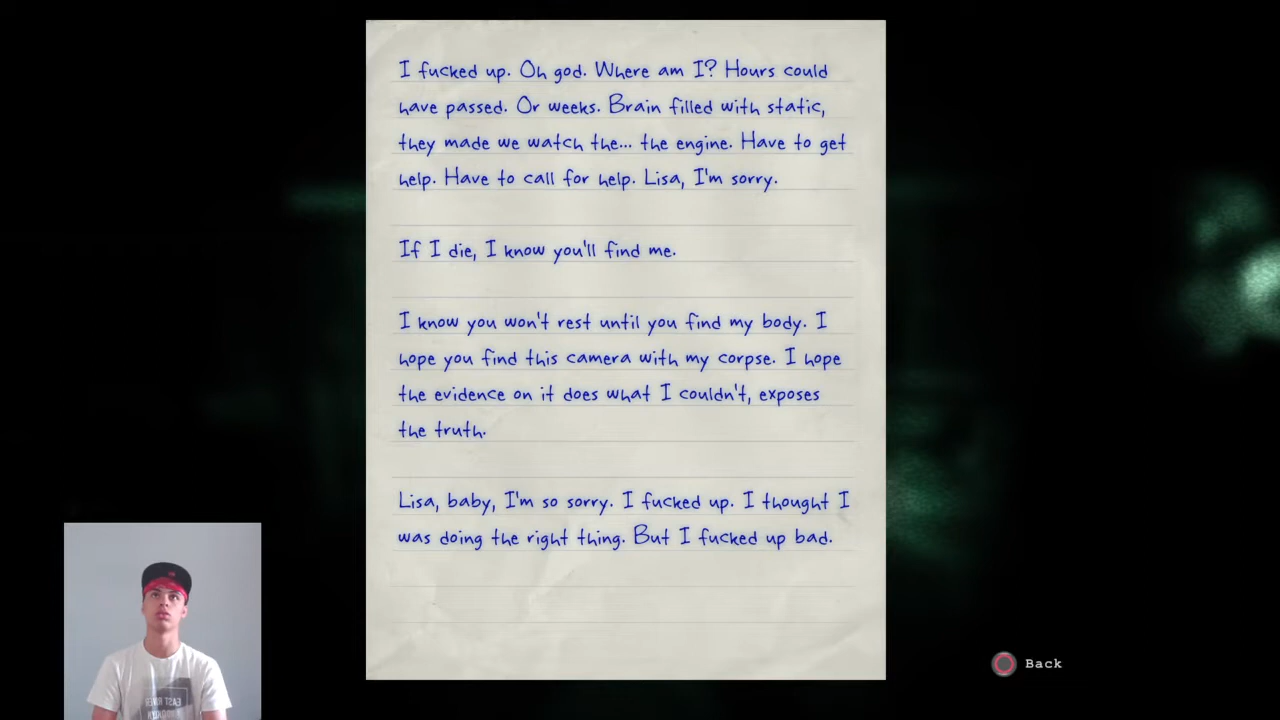 I fucked up. Oh god. Where am I? Hours could
have passed. Or weeks. Brain filled with static,
they made we watch the... the engine. Have to get
help. Have to call for help. Lisa, I'm sorry.
If I die, I know you'll find me.
I know you won't rest until you find my body. I
hope you find this camera with my corpse. I hope
the evidence on it does what I couldn't, exposes
the truth.
Lisa, baby, I'm so sorry. I fucked up. I thought I
was doing the right thing. But I fucked up bad.
Back
EAST RIVER